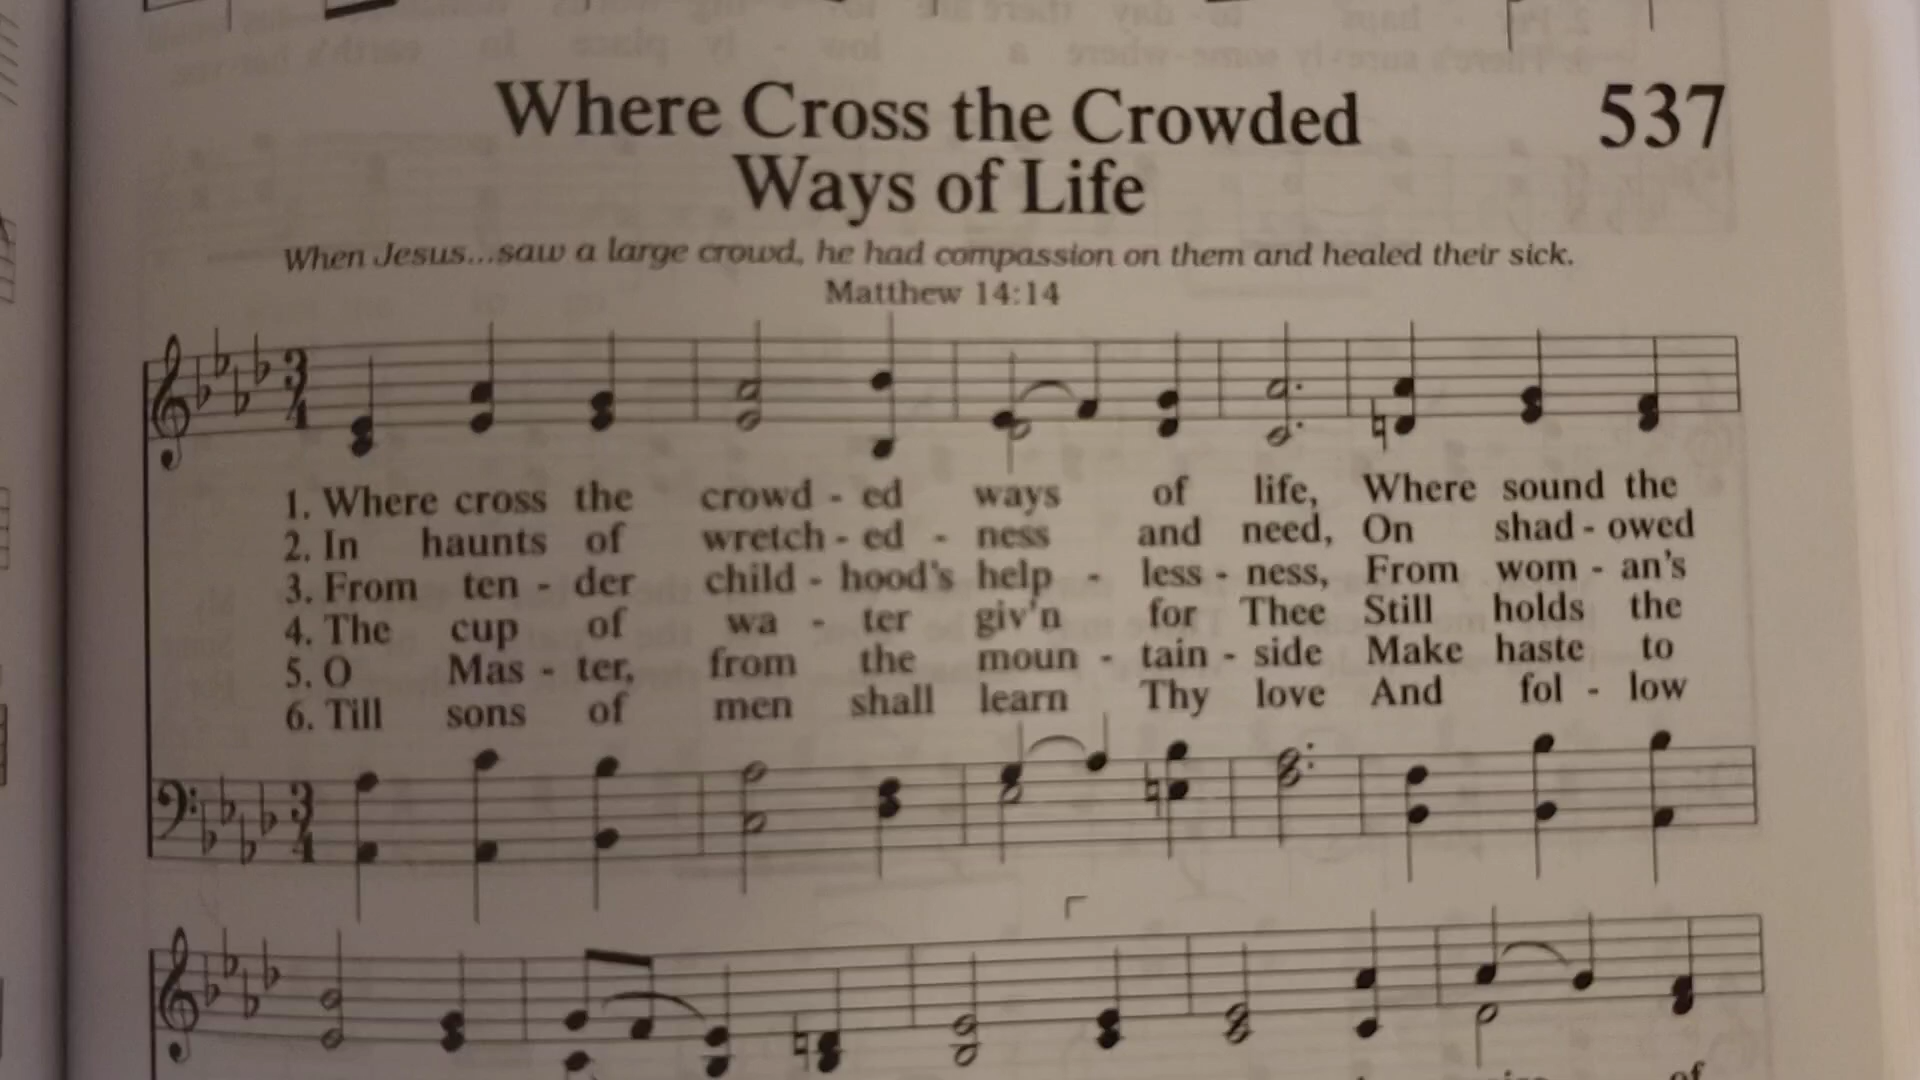 Where Cross the Crowded 537
Ways of Life
When Jesus...saw a large crowd, he had compassion on them and healed their sick.
Matthew 14:14
1. Where cross the crowd - ed ways of life, Where sound the
2. In haunts of wretch - ed - ness and need, On shad - owed
3. From ten - der child - hood's help - less - ness, From wom - an's
4. The cup of wa - ter giv'n for Thee Still holds the
5. O Mas - ter, from the moun - tain - side Make haste to
6. Till sons of men shall learn Thy love And fol - low
of